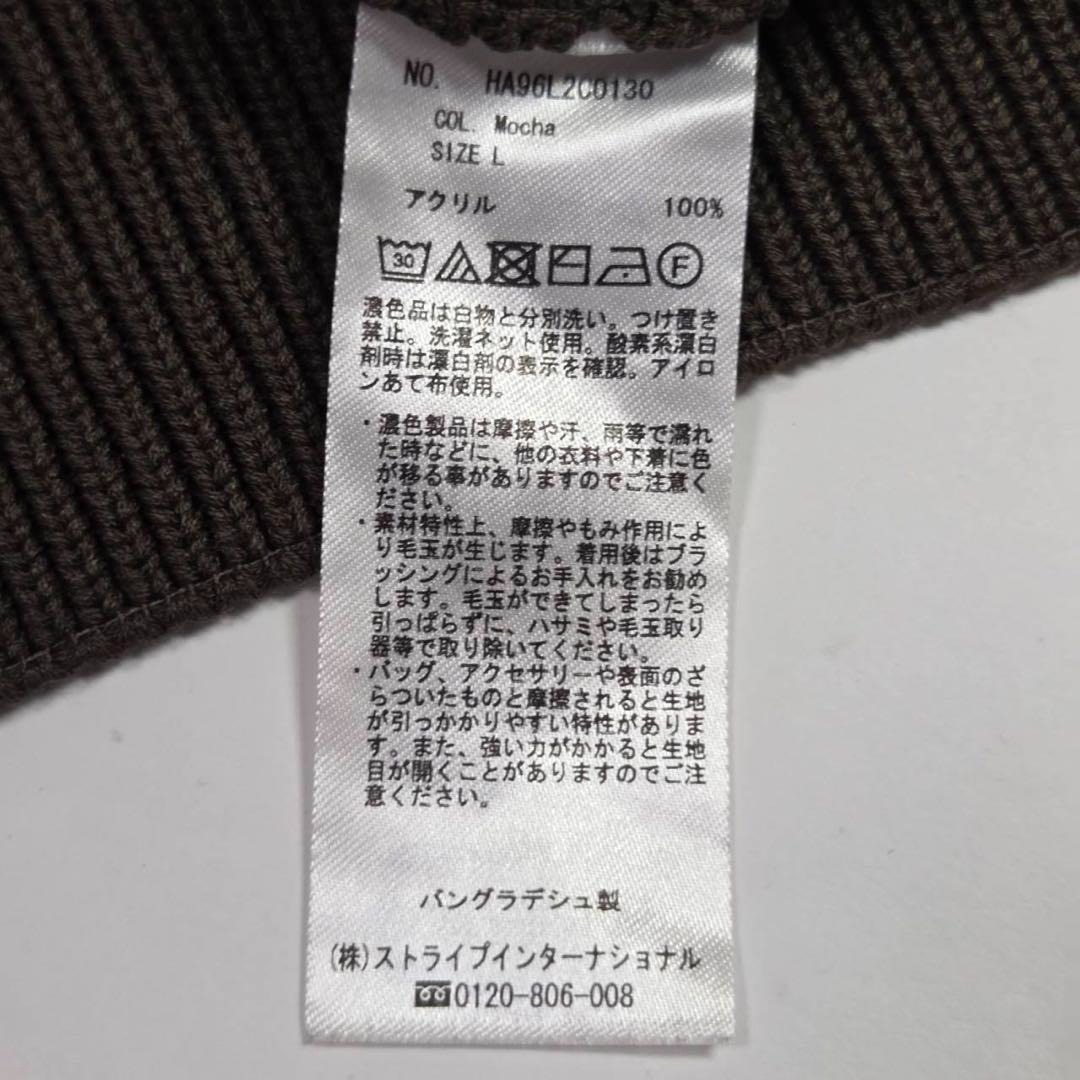 NO. HA96L2C0130
COL. Mocha
SIZE L
アクリル 100%
30 F
濃色品は白物と分別洗い。つけ置き
禁止。洗濯ネット使用。酸素系漂白
剤時は漂白剤の表示を確認。アイロ
ンあて布使用。
・濃色製品は摩擦や汗、雨等で濡れ
た時などに、他の衣料や下着に色
が移る事がありますのでご注意く
ださい。
・素材特性上、摩擦やもみ作用によ
り毛玉が生じます。着用後はブラ
ッシングによるお手入れをお勧め
します。毛玉ができてしまったら
引っぱらずに、ハサミや毛玉取り
器等で取り除いてください。
・バッグ、アクセサリーや表面のざ
らついたものと摩擦されると生地
が引っかかりやすい特性がありま
す。また、強い力がかかると生地
目が開くことがありますのでご注
意ください。
バングラデシュ製
(株)ストライプインターナショナル
0120-806-008